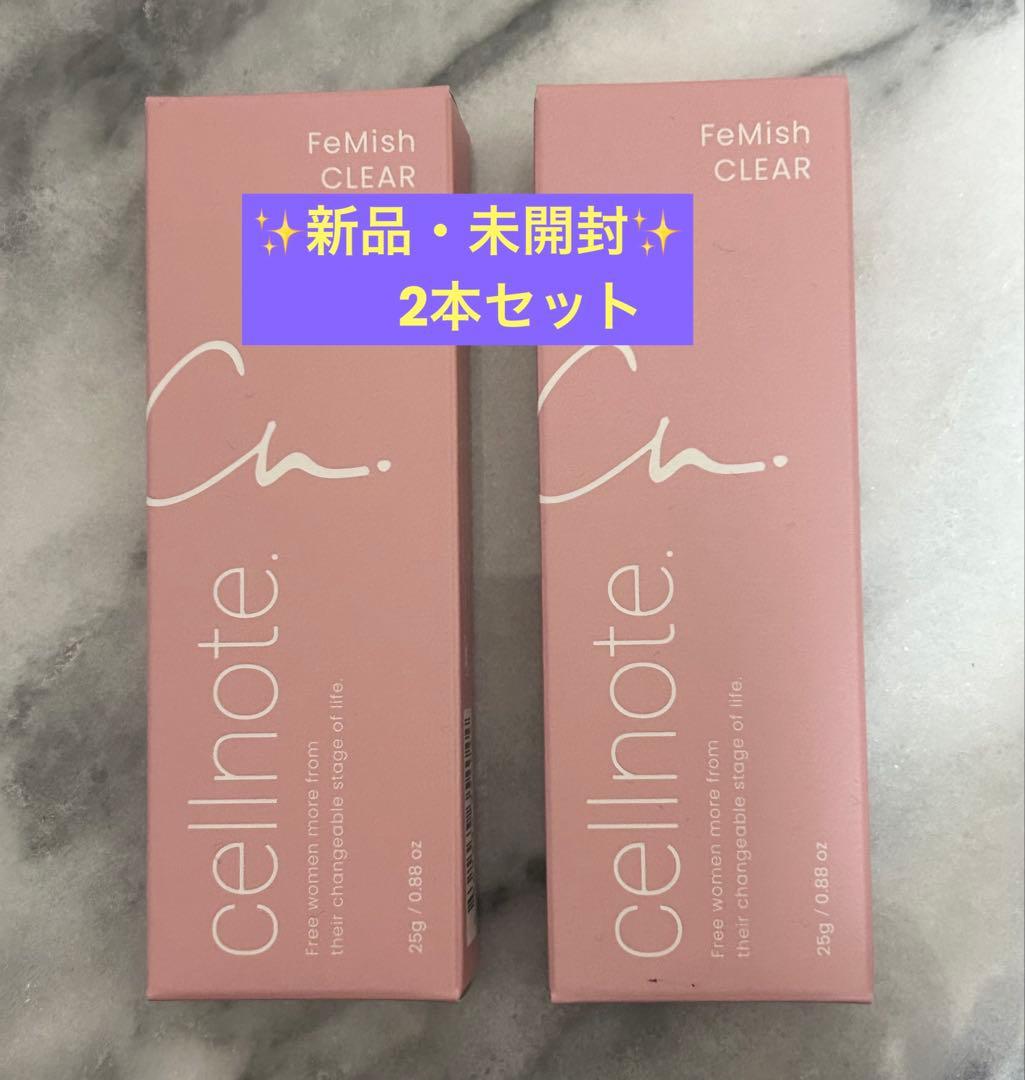 FeMish
CLEAR
FeMish
CLEAR
✨新品・未開封✨
2本セット
Ch.
Ch.
cellnote.
Free women more from
their changeable stage of life.
25g / 0.88 oz
cellnote.
Free women more from
their changeable stage of life.
25g / 0.88 oz